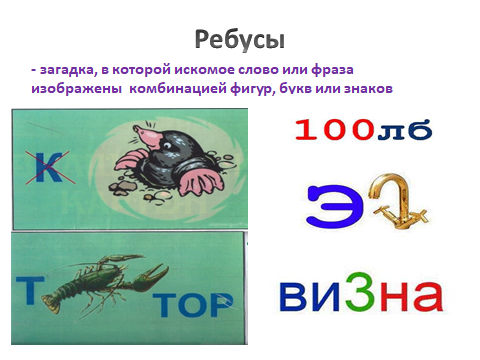 Ребусы
- загадка, в которой искомое слово или фраза
изображены комбинацией фигур, букв или знаков
К
100лб
Э
Т
ТОР
ви3на